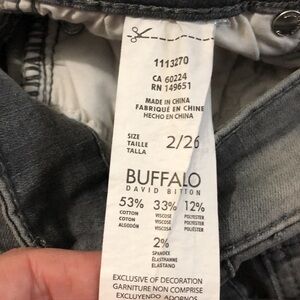 1113270
CA 60224
RN 149651
MADE IN CHINA
FABRIQUÉ EN CHINE
HECHO EN CHINA
SIZE
TAILLE 2/26
TALLA
BUFFALO
DAVID BITTON
53% 33% 12%
COTTON VISCOSE POLYESTER
COTON VISCOSE POLYESTER
ALGODÓN VISCOSA POLIÉSTER
2%
SPANDEX
ÉLASTHANNE
ELASTANO
EXCLUSIVE OF DECORATION
GARNITURE NON COMPRISE
EXCLUYENDO ADORNOS